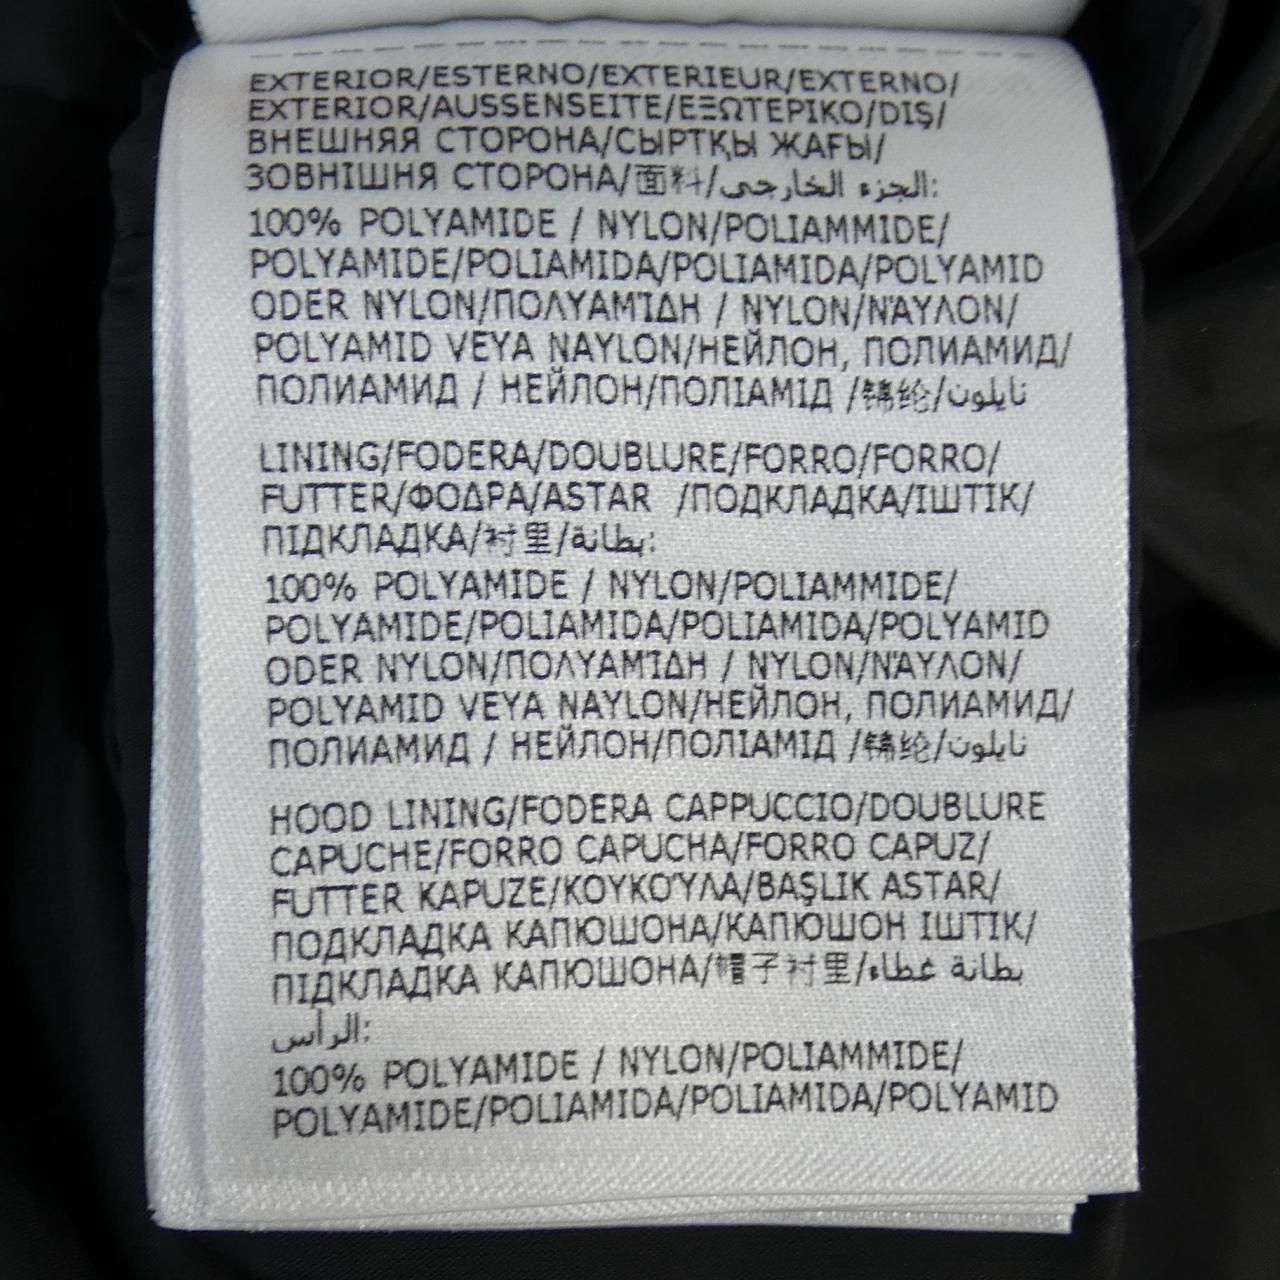 EXTERIOR/ESTERNO/EXTERIEUR/EXTERNO/
EXTERIOR/AUSSENSEITE/ΕΞΩΤΕΡΙΚΟ/DIŞ/
ВНЕШНЯЯ СТОРОНА/СЫРТҚЫ ЖАҒЫ/
ЗОВНІШНЯ СТОРОНА/面料/الجزء الخارجي:
100% POLYAMIDE / NYLON/POLIAMMIDE/
POLYAMIDE/POLIAMIDA/POLIAMIDA/POLYAMID
ODER NYLON/ΠΟΛΥΑΜΊΔΗ / NYLON/ΝΆΥΛΟΝ/
POLYAMID VEYA NAYLON/НЕЙЛОН, ПОЛИАМИД/
ПОЛИАМИД / НЕЙЛОН/ПОЛІАМІД /锦纶/نايلون
LINING/FODERA/DOUBLURE/FORRO/FORRO/
FUTTER/ΦΟΔΡΑ/ASTAR /ПОДКЛАДКА/ІШТІК/
ПІДКЛАДКА/衬里/بطانة:
100% POLYAMIDE / NYLON/POLIAMMIDE/
POLYAMIDE/POLIAMIDA/POLIAMIDA/POLYAMID
ODER NYLON/ΠΟΛΥΑΜΊΔΗ / NYLON/ΝΆΥΛΟΝ/
POLYAMID VEYA NAYLON/НЕЙЛОН, ПОЛИАМИД/
ПОЛИАМИД / НЕЙЛОН/ПОЛІАМІД /锦纶/نايلون
HOOD LINING/FODERA CAPPUCCIO/DOUBLURE
CAPUCHE/FORRO CAPUCHA/FORRO CAPUZ/
FUTTER KAPUZE/ΚΟΥΚΟΎΛΑ/BAŞLIK ASTAR/
ПОДКЛАДКА КАПЮШОНА/КАПЮШОН ІШТІК/
ПІДКЛАДКА КАПЮШОНА/帽子衬里/بطانة غطاء
الرأس:
100% POLYAMIDE / NYLON/POLIAMMIDE/
POLYAMIDE/POLIAMIDA/POLIAMIDA/POLYAMID